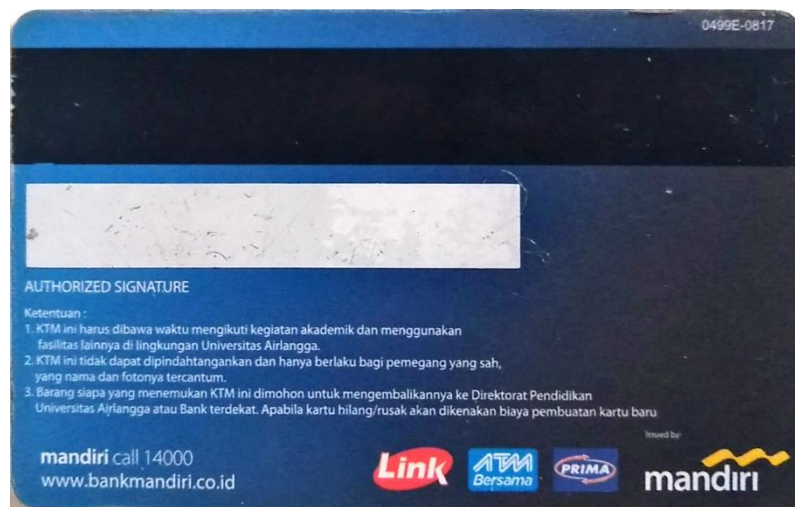 0499E-0817
AUTHORIZED SIGNATURE
Ketentuan :
1. KTM ini harus dibawa waktu mengikuti kegiatan akademik dan menggunakan
fasilitas lainnya di lingkungan Universitas Airlangga.
2. KTM ini tidak dapat dipindahtangankan dan hanya berlaku bagi pemegang yang sah,
yang nama dan fotonya tercantum.
3. Barang siapa yang menemukan KTM ini dimohon untuk mengembalikannya ke Direktorat Pendidikan
Universitas Airlangga atau Bank terdekat. Apabila kartu hilang/rusak akan dikenakan biaya pembuatan kartu baru
Issued by:
mandiri call 14000
www.bankmandiri.co.id
Link
ATM
Bersama
PRIMA
mandiri